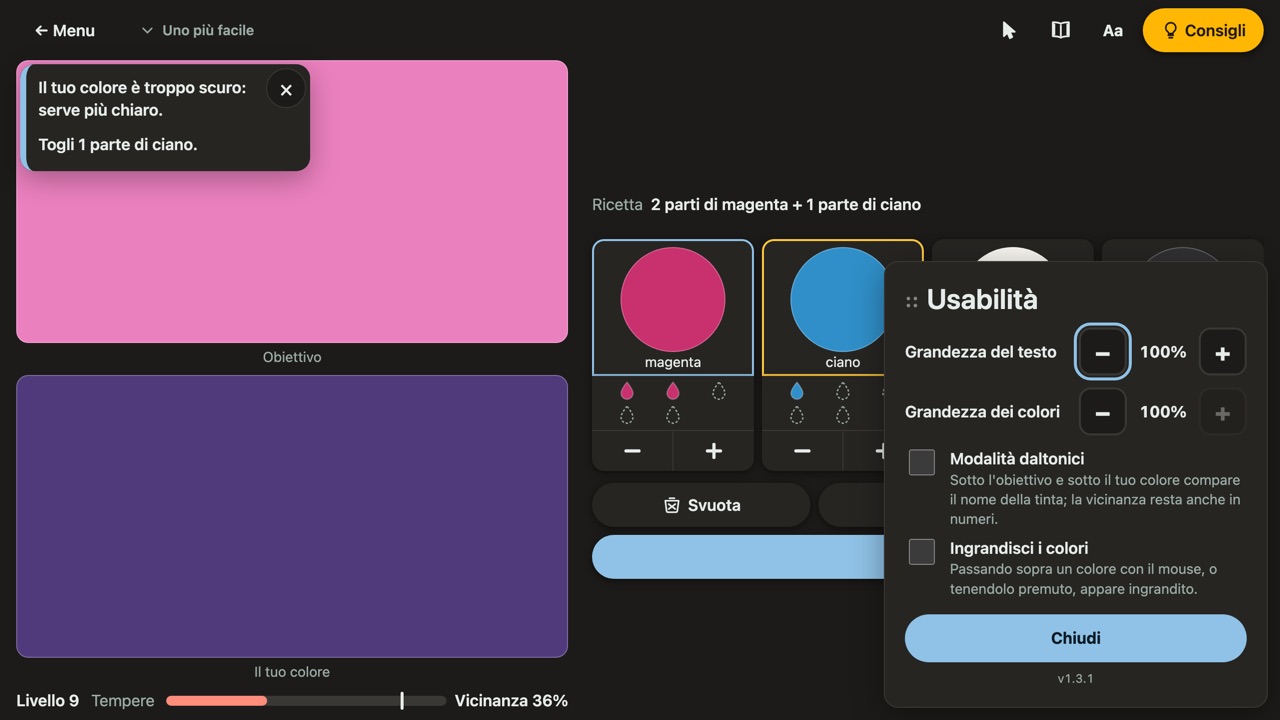 Menu
Uno più facile
Aa
Consigli
Il tuo colore è troppo scuro:
serve più chiaro.
Togli 1 parte di ciano.
Obiettivo
Il tuo colore
Livello 9 Tempere Vicinanza 36%
Ricetta 2 parti di magenta + 1 parte di ciano
magenta
ciano
Svuota
Usabilità
Grandezza del testo 100%
Grandezza dei colori 100%
Modalità daltonici
Sotto l'obiettivo e sotto il tuo colore compare
il nome della tinta; la vicinanza resta anche in
numeri.
Ingrandisci i colori
Passando sopra un colore con il mouse, o
tenendolo premuto, appare ingrandito.
Chiudi
v1.3.1